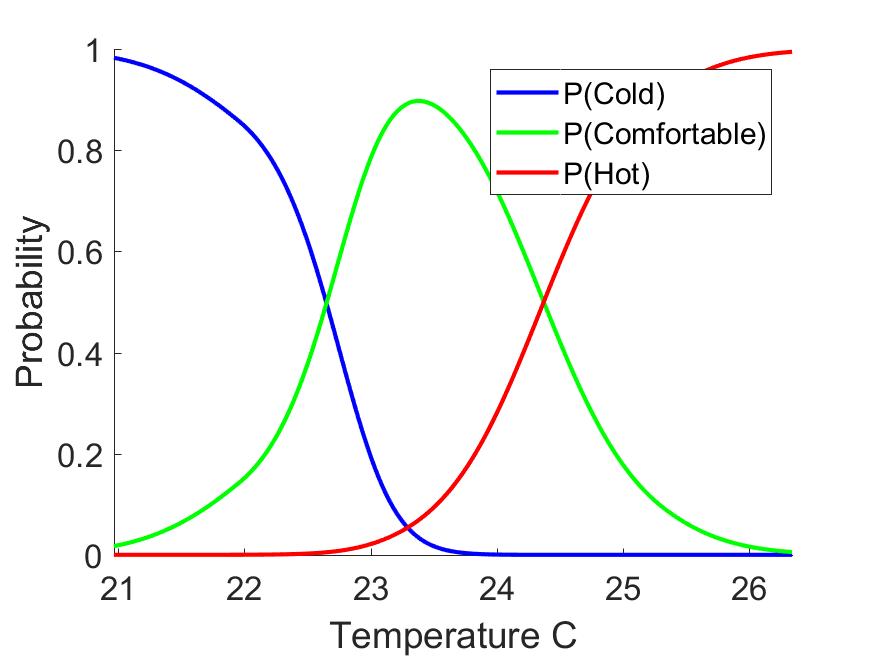 1
0.8
0.6
0.4
0.2
0
Probability
P(Cold)
P(Comfortable)
P(Hot)
21 22 23 24 25 26
Temperature C